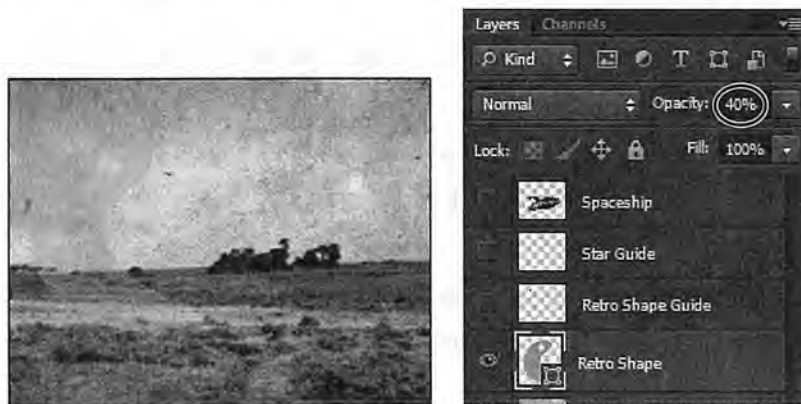 Layers Channels
Kind T
Normal Opacity: 40%
Lock: Fill: 100%
Spaceship
Star Guide
Retro Shape Guide
Retro Shape